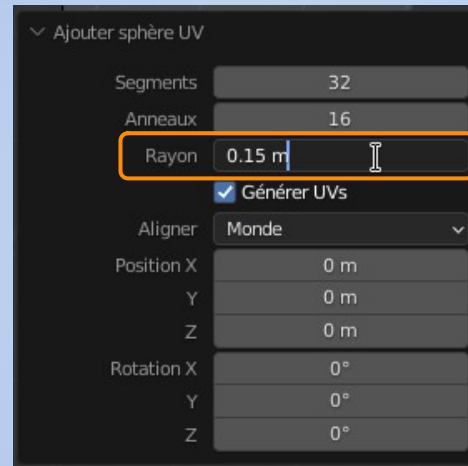 Ajouter sphère UV
Segments 32
Anneaux 16
Rayon 0.15 m
Générer UVs
Aligner Monde
Position X 0 m
Y 0 m
Z 0 m
Rotation X 0°
Y 0°
Z 0°